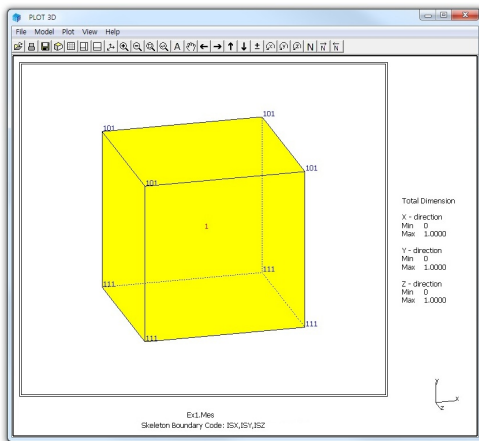 PLOT 3D
File Model Plot View Help
A N N N
101
101
101
101
1
111
111
111
111
Total Dimension
X - direction
Min 0
Max 1.0000
Y - direction
Min 0
Max 1.0000
Z - direction
Min 0
Max 1.0000
y
x
z
Ex1.Mes
Skeleton Boundary Code: ISX,ISY,ISZ